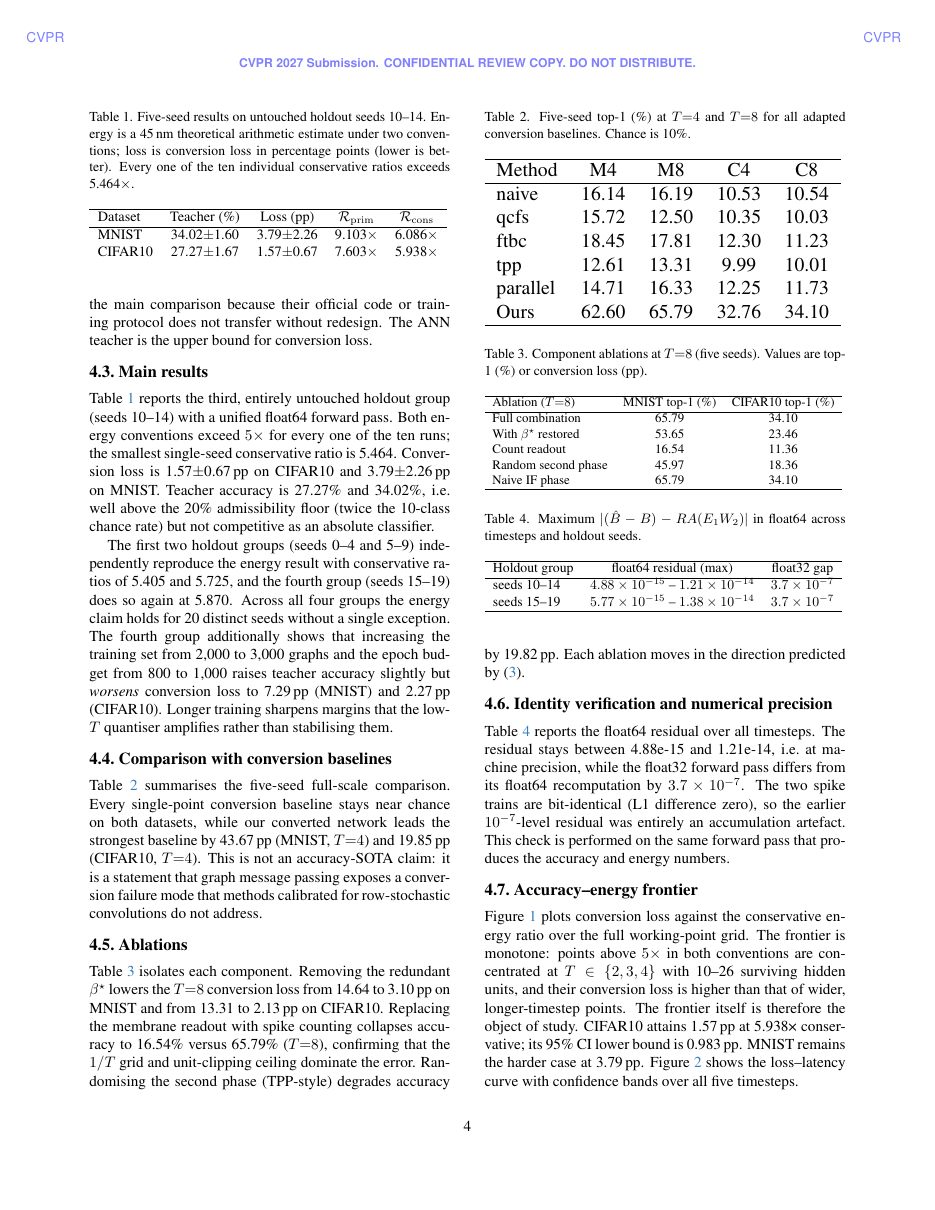 CVPR
CVPR
CVPR 2027 Submission. CONFIDENTIAL REVIEW COPY. DO NOT DISTRIBUTE.
Table 1. Five-seed results on untouched holdout seeds 10–14. En-
ergy is a 45 nm theoretical arithmetic estimate under two conven-
tions; loss is conversion loss in percentage points (lower is bet-
ter). Every one of the ten individual conservative ratios exceeds
5.464×.
Dataset Teacher (%) Loss (pp) R_prim R_cons
MNIST 34.02±1.60 3.79±2.26 9.103× 6.086×
CIFAR10 27.27±1.67 1.57±0.67 7.603× 5.938×
the main comparison because their official code or train-
ing protocol does not transfer without redesign. The ANN
teacher is the upper bound for conversion loss.
4.3. Main results
Table 1 reports the third, entirely untouched holdout group
(seeds 10–14) with a unified float64 forward pass. Both en-
ergy conventions exceed 5× for every one of the ten runs;
the smallest single-seed conservative ratio is 5.464. Conver-
sion loss is 1.57±0.67 pp on CIFAR10 and 3.79±2.26 pp
on MNIST. Teacher accuracy is 27.27% and 34.02%, i.e.
well above the 20% admissibility floor (twice the 10-class
chance rate) but not competitive as an absolute classifier.
The first two holdout groups (seeds 0–4 and 5–9) inde-
pendently reproduce the energy result with conservative ra-
tios of 5.405 and 5.725, and the fourth group (seeds 15–19)
does so again at 5.870. Across all four groups the energy
claim holds for 20 distinct seeds without a single exception.
The fourth group additionally shows that increasing the
training set from 2,000 to 3,000 graphs and the epoch bud-
get from 800 to 1,000 raises teacher accuracy slightly but
worsens conversion loss to 7.29 pp (MNIST) and 2.27 pp
(CIFAR10). Longer training sharpens margins that the low-
T quantiser amplifies rather than stabilising them.
4.4. Comparison with conversion baselines
Table 2 summarises the five-seed full-scale comparison.
Every single-point conversion baseline stays near chance
on both datasets, while our converted network leads the
strongest baseline by 43.67 pp (MNIST, T=4) and 19.85 pp
(CIFAR10, T=4). This is not an accuracy-SOTA claim: it
is a statement that graph message passing exposes a conver-
sion failure mode that methods calibrated for row-stochastic
convolutions do not address.
4.5. Ablations
Table 3 isolates each component. Removing the redundant
β⋆ lowers the T=8 conversion loss from 14.64 to 3.10 pp on
MNIST and from 13.31 to 2.13 pp on CIFAR10. Replacing
the membrane readout with spike counting collapses accu-
racy to 16.54% versus 65.79% (T=8), confirming that the
1/T grid and unit-clipping ceiling dominate the error. Ran-
domising the second phase (TPP-style) degrades accuracy
Table 2. Five-seed top-1 (%) at T=4 and T=8 for all adapted
conversion baselines. Chance is 10%.
Method M4 M8 C4 C8
naive 16.14 16.19 10.53 10.54
qcfs 15.72 12.50 10.35 10.03
ftbc 18.45 17.81 12.30 11.23
tpp 12.61 13.31 9.99 10.01
parallel 14.71 16.33 12.25 11.73
Ours 62.60 65.79 32.76 34.10
Table 3. Component ablations at T=8 (five seeds). Values are top-
1 (%) or conversion loss (pp).
Ablation (T=8) MNIST top-1 (%) CIFAR10 top-1 (%)
Full combination 65.79 34.10
With β⋆ restored 53.65 23.46
Count readout 16.54 11.36
Random second phase 45.97 18.36
Naive IF phase 65.79 34.10
Table 4. Maximum |(B̂ − B) − RA(E₁W₂)| in float64 across
timesteps and holdout seeds.
Holdout group float64 residual (max) float32 gap
seeds 10–14 4.88 × 10⁻¹⁵ – 1.21 × 10⁻¹⁴ 3.7 × 10⁻⁷
seeds 15–19 5.77 × 10⁻¹⁵ – 1.38 × 10⁻¹⁴ 3.7 × 10⁻⁷
by 19.82 pp. Each ablation moves in the direction predicted
by (3).
4.6. Identity verification and numerical precision
Table 4 reports the float64 residual over all timesteps. The
residual stays between 4.88e-15 and 1.21e-14, i.e. at ma-
chine precision, while the float32 forward pass differs from
its float64 recomputation by 3.7 × 10⁻⁷. The two spike
trains are bit-identical (L1 difference zero), so the earlier
10⁻⁷-level residual was entirely an accumulation artefact.
This check is performed on the same forward pass that pro-
duces the accuracy and energy numbers.
4.7. Accuracy–energy frontier
Figure 1 plots conversion loss against the conservative en-
ergy ratio over the full working-point grid. The frontier is
monotone: points above 5× in both conventions are con-
centrated at T ∈ {2, 3, 4} with 10–26 surviving hidden
units, and their conversion loss is higher than that of wider,
longer-timestep points. The frontier itself is therefore the
object of study. CIFAR10 attains 1.57 pp at 5.938× conser-
vative; its 95% CI lower bound is 0.983 pp. MNIST remains
the harder case at 3.79 pp. Figure 2 shows the loss–latency
curve with confidence bands over all five timesteps.
4